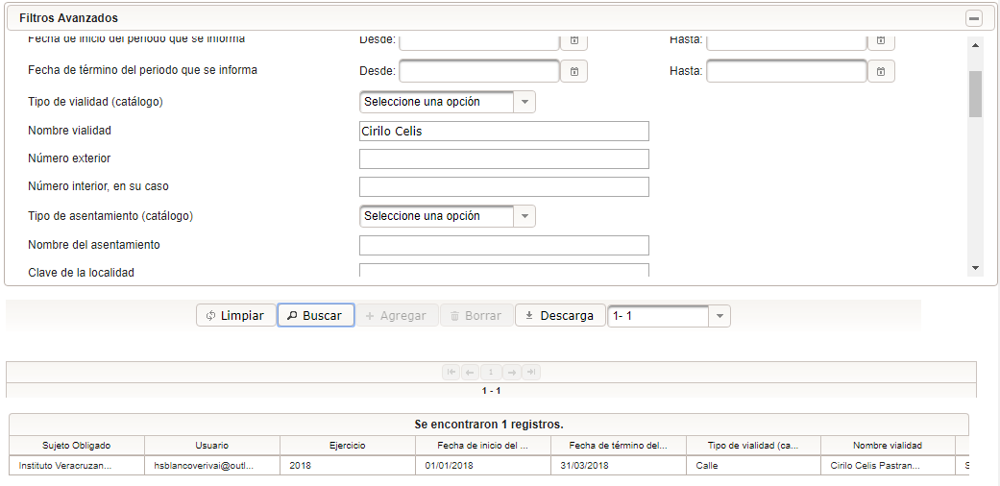 Filtros Avanzados
Fecha de inicio del periodo que se informa Desde: Hasta:
Fecha de término del periodo que se informa Desde: Hasta:
Tipo de vialidad (catálogo) Seleccione una opción
Nombre vialidad Cirilo Celis
Número exterior
Número interior, en su caso
Tipo de asentamiento (catálogo) Seleccione una opción
Nombre del asentamiento
Clave de la localidad
Limpiar Buscar Agregar Borrar Descarga 1- 1
1
1 - 1
Se encontraron 1 registros.
Sujeto Obligado Usuario Ejercicio Fecha de inicio del ... Fecha de término del... Tipo de vialidad (ca... Nombre vialidad
Instituto Veracruzan... hsblancoverivai@outl... 2018 01/01/2018 31/03/2018 Calle Cirilo Celis Pastran... S